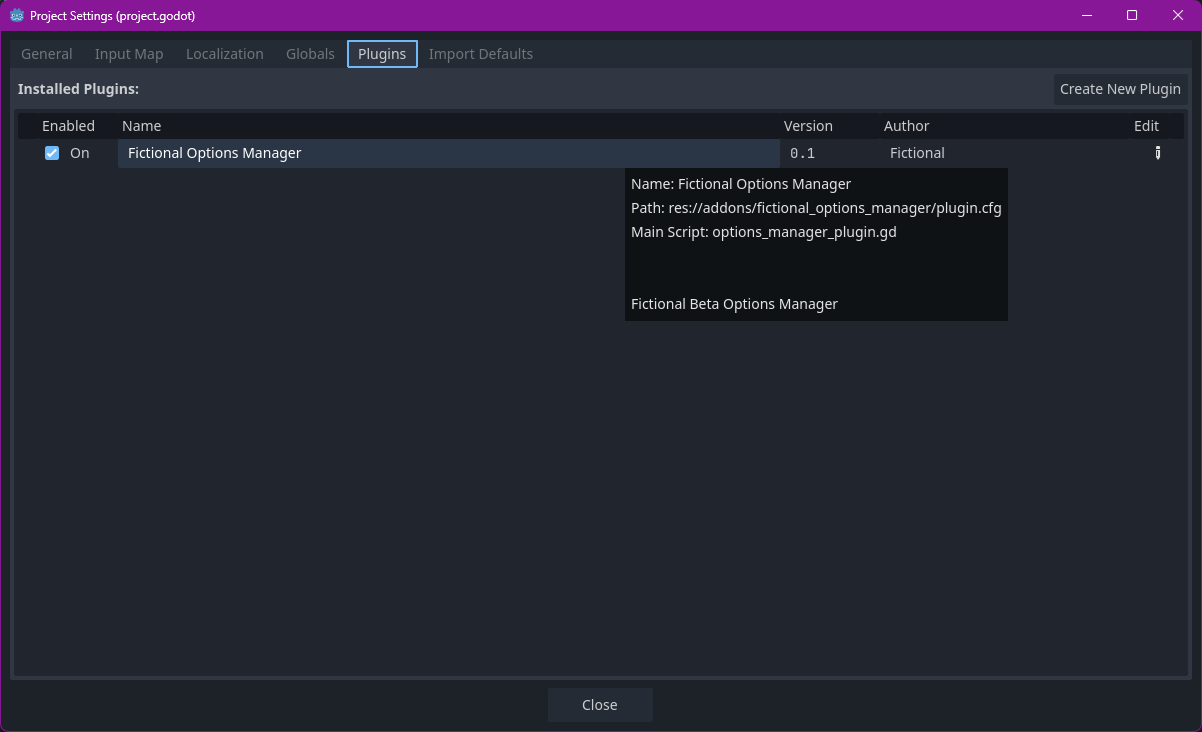 Project Settings (project.godot)
General Input Map Localization Globals Plugins Import Defaults
Installed Plugins: Create New Plugin
Enabled Name Version Author Edit
On Fictional Options Manager 0.1 Fictional
Name: Fictional Options Manager
Path: res://addons/fictional_options_manager/plugin.cfg
Main Script: options_manager_plugin.gd
Fictional Beta Options Manager
Close